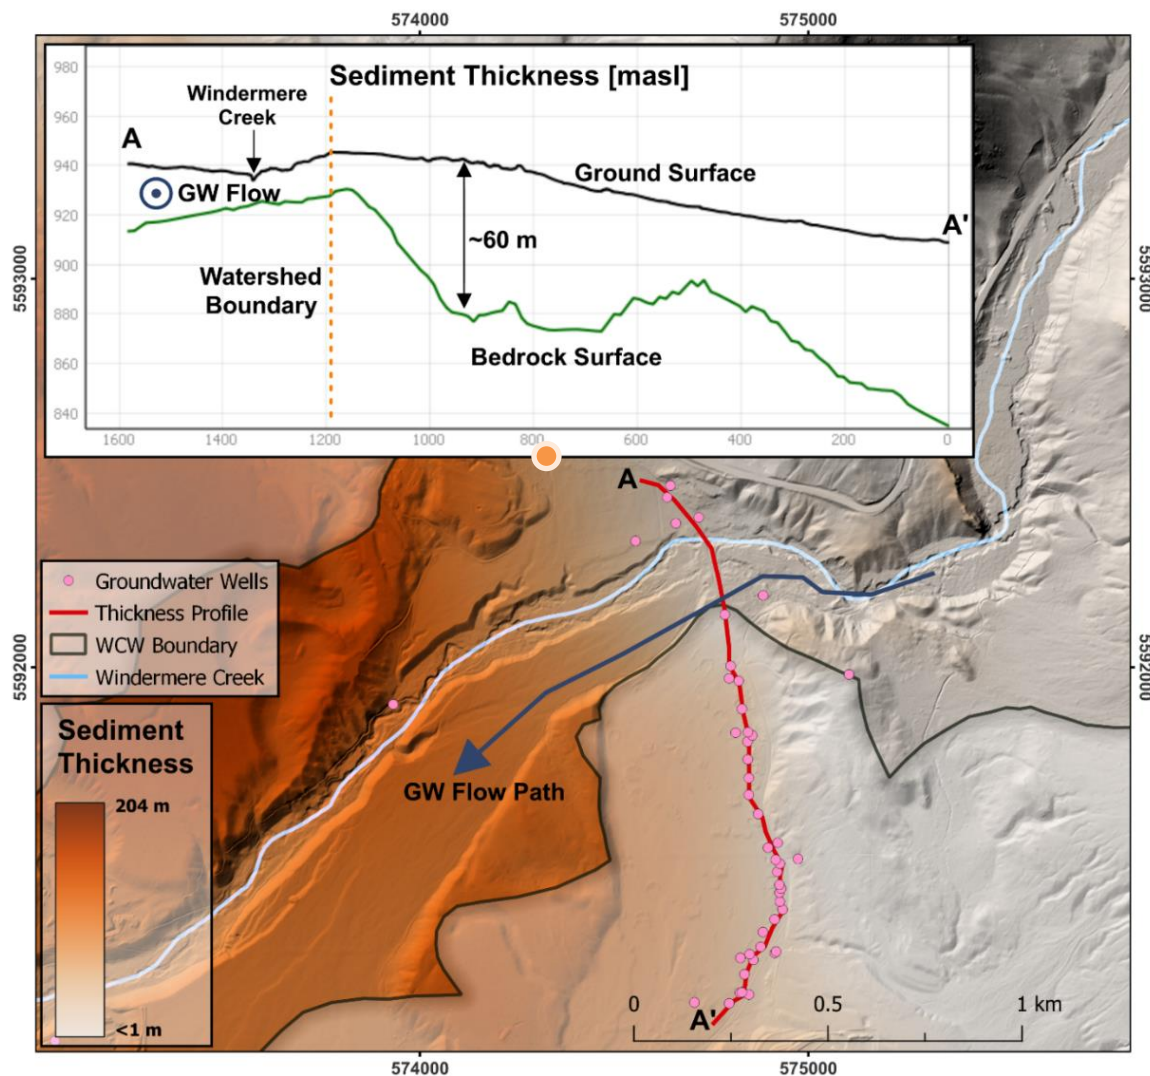 574000
575000
Sediment Thickness [masl]
980
960
940
920
900
880
860
840
Windermere
Creek
A
GW Flow
Ground Surface
A'
~60 m
Watershed
Boundary
Bedrock Surface
1600
1400
1200
1000
800
600
400
200
0
5593000
5593000
A
Groundwater Wells
Thickness Profile
WCW Boundary
Windermere Creek
5592000
5592000
Sediment
Thickness
204 m
<1 m
GW Flow Path
0
0.5
1 km
A'
574000
575000